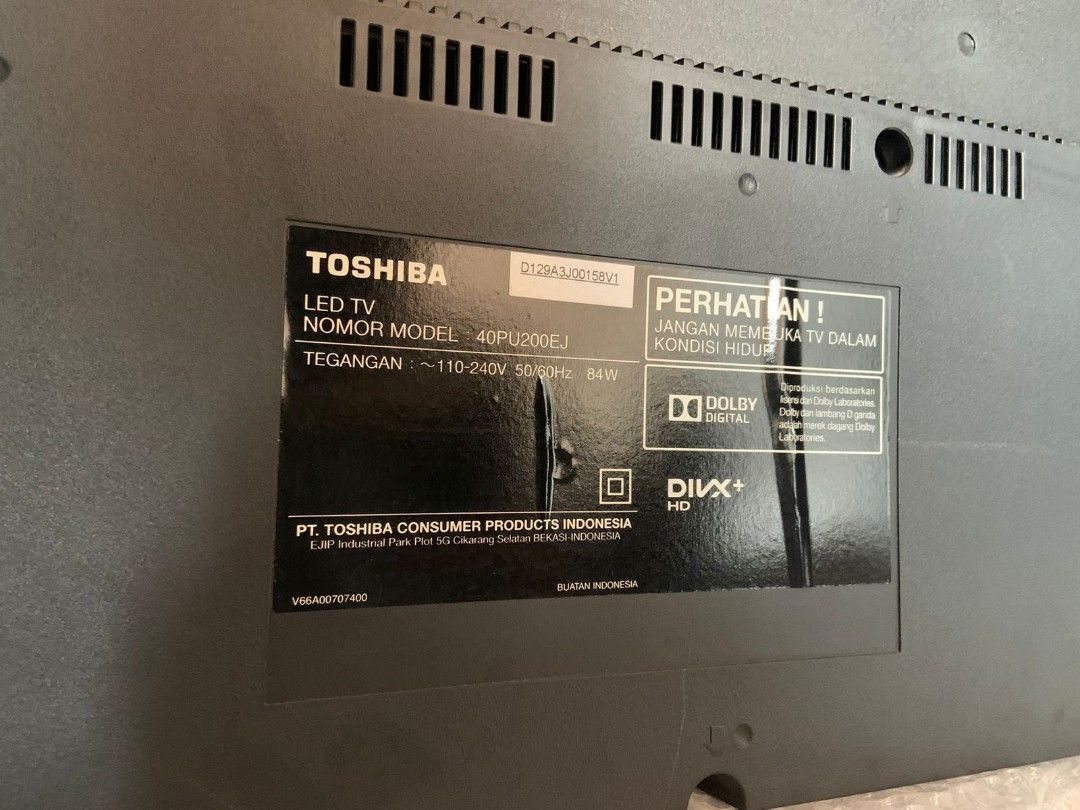 TOSHIBA
D129A3J00158V1
LED TV
NOMOR MODEL : 40PU200EJ
TEGANGAN : ~110-240V 50/60Hz 84W
PERHATIAN !
JANGAN MEMBUKA TV DALAM
KONDISI HIDUP
DOLBY
DIGITAL
Diproduksi berdasarkan
lisensi dari Dolby Laboratories.
Dolby dan lambang D ganda
adalah merek dagang Dolby
Laboratories.
DIVX+
HD
PT. TOSHIBA CONSUMER PRODUCTS INDONESIA
EJIP Industrial Park Plot 5G Cikarang Selatan BEKASI-INDONESIA
BUATAN INDONESIA
V66A00707400